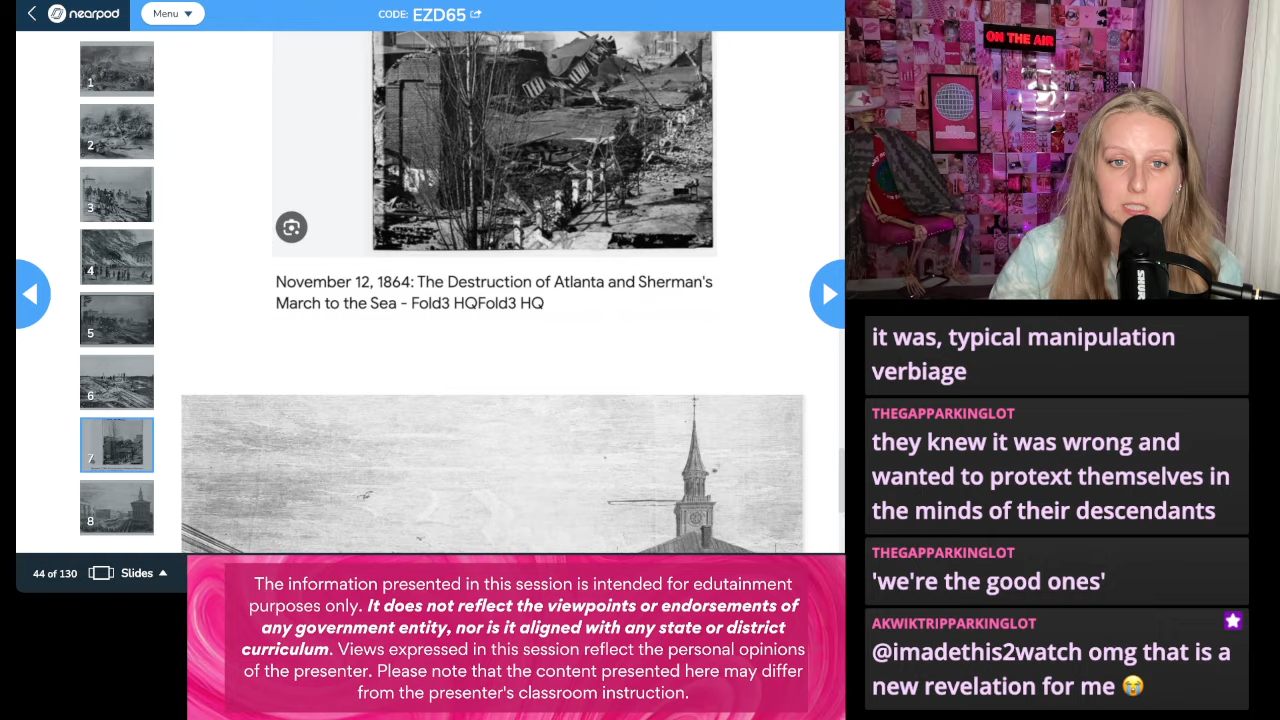 nearpod
Menu
CODE: EZD65
ON THE AIR
1
2
3
4
5
6
7
8
November 12, 1864: The Destruction of Atlanta and Sherman's
March to the Sea - Fold3 HQFold3 HQ
44 of 130
Slides
The information presented in this session is intended for edutainment
purposes only. It does not reflect the viewpoints or endorsements of
any government entity, nor is it aligned with any state or district
curriculum. Views expressed in this session reflect the personal opinions
of the presenter. Please note that the content presented here may differ
from the presenter's classroom instruction.
SHURE
it was, typical manipulation
verbiage
THEGAPPARKINGLOT
they knew it was wrong and
wanted to protext themselves in
the minds of their descendants
THEGAPPARKINGLOT
'we're the good ones'
AKWIKTRIPPARKINGLOT
@imadethis2watch omg that is a
new revelation for me 😭